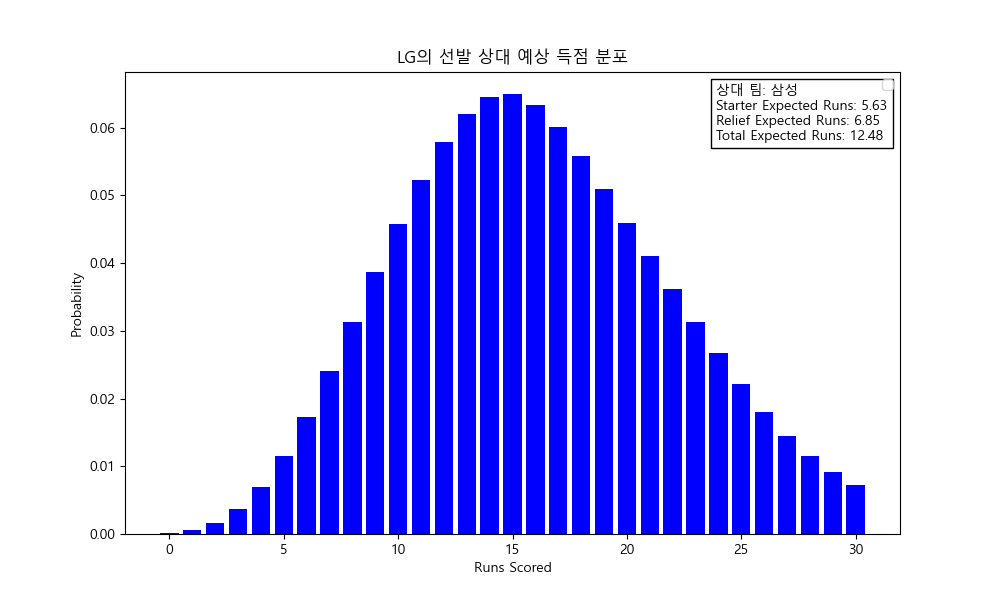 LG의 선발 상대 예상 득점 분포
상대 팀: 삼성
Starter Expected Runs: 5.63
Relief Expected Runs: 6.85
Total Expected Runs: 12.48
Probability
0.06
0.05
0.04
0.03
0.02
0.01
0.00
0 5 10 15 20 25 30
Runs Scored